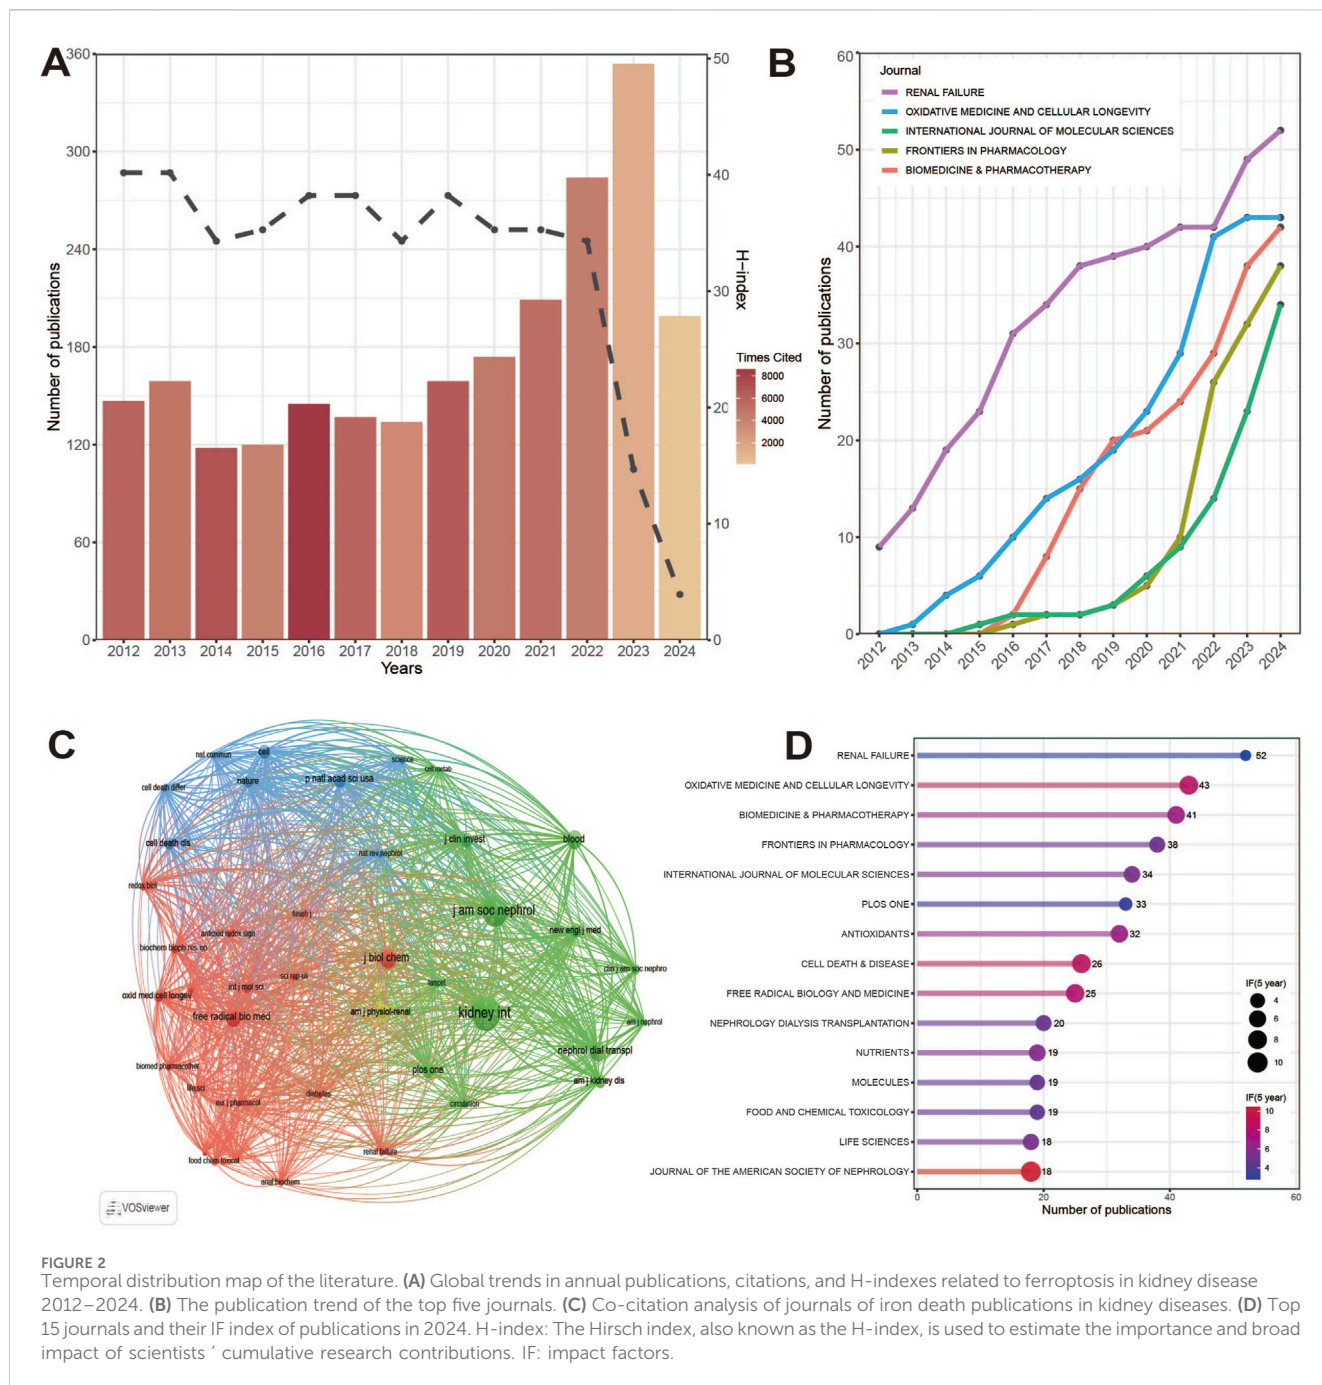 A
360
300
240
180
120
60
0
Number of publications
50
40
30
20
10
0
H-index
Times Cited
8000
6000
4000
2000
2012 2013 2014 2015 2016 2017 2018 2019 2020 2021 2022 2023 2024
Years
B
60
50
40
30
20
10
0
Number of publications
Journal
RENAL FAILURE
OXIDATIVE MEDICINE AND CELLULAR LONGEVITY
INTERNATIONAL JOURNAL OF MOLECULAR SCIENCES
FRONTIERS IN PHARMACOLOGY
BIOMEDICINE & PHARMACOTHERAPY
2012 2013 2014 2015 2016 2017 2018 2019 2020 2021 2022 2023 2024
C
nat commun
cell
science
cell metab
cell death differ
nature
p natl acad sci usa
cell death dis
j clin invest
blood
nat rev nephrol
redox biol
faseb j
j am soc nephrol
antioxid redox sign
new engl j med
biochem bioph res co
j biol chem
sci rep-uk
clin j am soc nephro
int j mol sci
lancet
oxid med cell longev
free radical bio med
am j physiol-renal
kidney int
am j nephrol
nephrol dial transpl
biomed pharmacother
plos one
am j kidney dis
life sci
diabetes
eur j pharmacol
circulation
renal failure
food chem toxicol
anal biochem
VOSviewer
D
RENAL FAILURE 52
OXIDATIVE MEDICINE AND CELLULAR LONGEVITY 43
BIOMEDICINE & PHARMACOTHERAPY 41
FRONTIERS IN PHARMACOLOGY 38
INTERNATIONAL JOURNAL OF MOLECULAR SCIENCES 34
PLOS ONE 33
ANTIOXIDANTS 32
CELL DEATH & DISEASE 26
FREE RADICAL BIOLOGY AND MEDICINE 25
NEPHROLOGY DIALYSIS TRANSPLANTATION 20
NUTRIENTS 19
MOLECULES 19
FOOD AND CHEMICAL TOXICOLOGY 19
LIFE SCIENCES 18
JOURNAL OF THE AMERICAN SOCIETY OF NEPHROLOGY 18
0 20 40 60
Number of publications
IF(5 year)
4
6
8
10
IF(5 year)
10
8
6
4
FIGURE 2
Temporal distribution map of the literature. (A) Global trends in annual publications, citations, and H-indexes related to ferroptosis in kidney disease
2012–2024. (B) The publication trend of the top five journals. (C) Co-citation analysis of journals of iron death publications in kidney diseases. (D) Top
15 journals and their IF index of publications in 2024. H-index: The Hirsch index, also known as the H-index, is used to estimate the importance and broad
impact of scientists ’ cumulative research contributions. IF: impact factors.